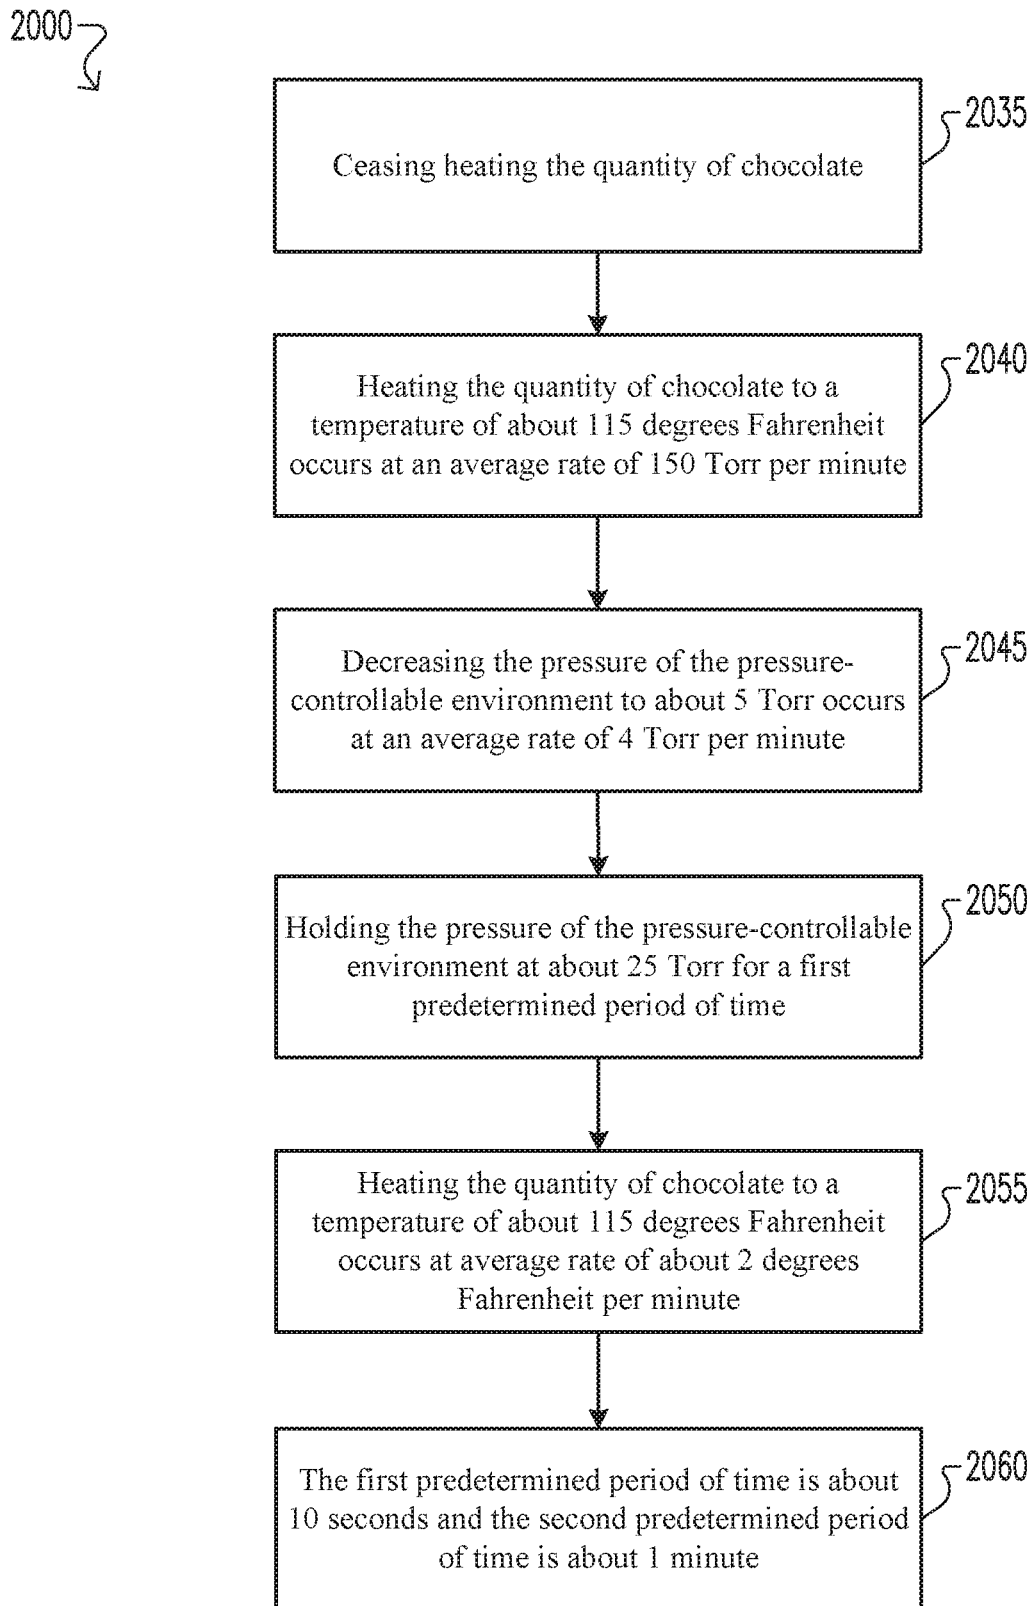 2000
2035
Ceasing heating the quantity of chocolate
2040
Heating the quantity of chocolate to a
temperature of about 115 degrees Fahrenheit
occurs at an average rate of 150 Torr per minute
2045
Decreasing the pressure of the pressure-
controllable environment to about 5 Torr occurs
at an average rate of 4 Torr per minute
2050
Holding the pressure of the pressure-controllable
environment at about 25 Torr for a first
predetermined period of time
2055
Heating the quantity of chocolate to a
temperature of about 115 degrees Fahrenheit
occurs at average rate of about 2 degrees
Fahrenheit per minute
2060
The first predetermined period of time is about
10 seconds and the second predetermined period
of time is about 1 minute